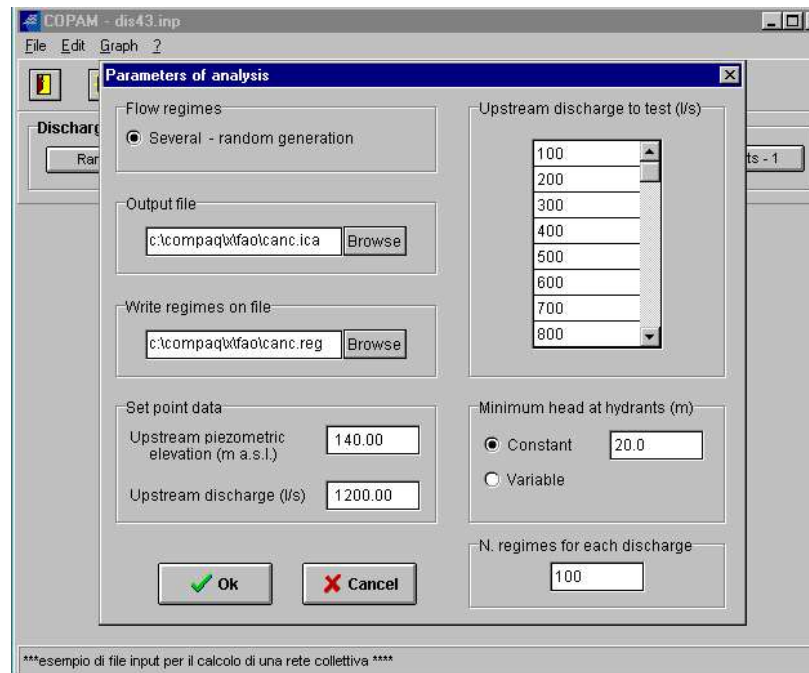 COPAM - dis43.inp
File Edit Graph ?
Parameters of analysis
Discharg
Rar
ts - 1
Flow regimes
Several - random generation
Output file
c:\compaq\x\fao\canc.ica Browse
Write regimes on file
c:\compaq\x\fao\canc.reg Browse
Set point data
Upstream piezometric
elevation (m a.s.l.) 140.00
Upstream discharge (l/s) 1200.00
Ok Cancel
Upstream discharge to test (l/s)
100
200
300
400
500
600
700
800
Minimum head at hydrants (m)
Constant 20.0
Variable
N. regimes for each discharge
100
***esempio di file input per il calcolo di una rete collettiva ****